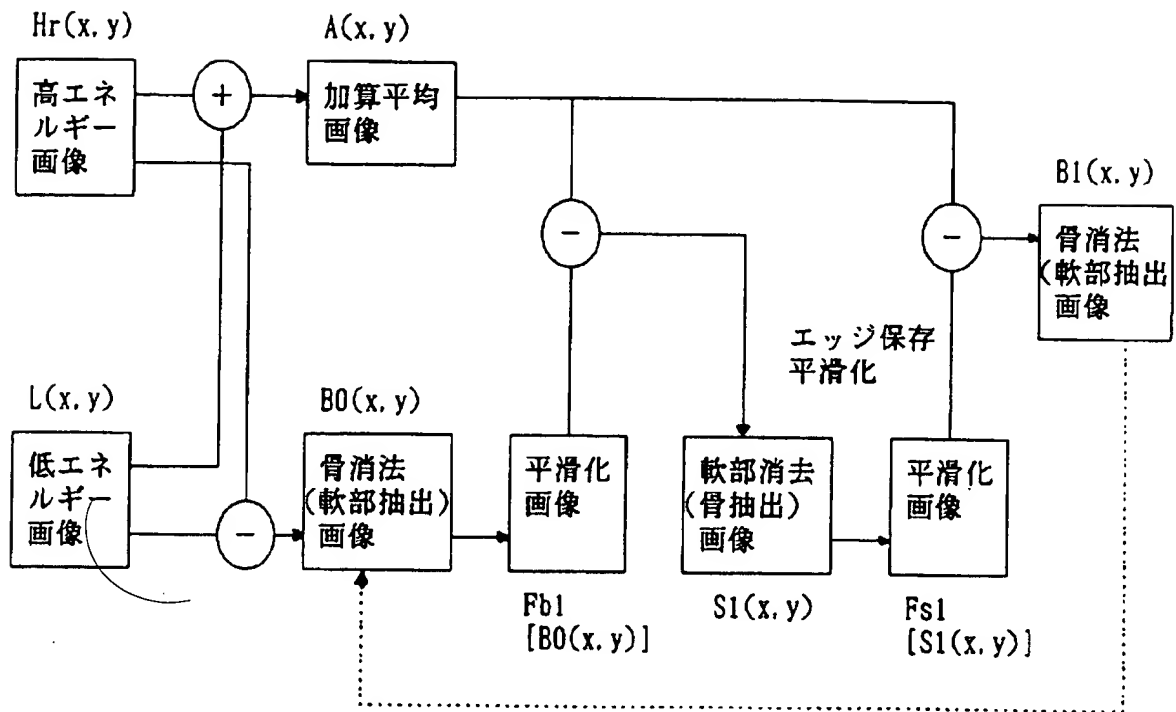 Hr(x,y)
高エネ
ルギー
画像
+
A(x,y)
加算平均
画像
L(x,y)
低エネ
ルギー
画像
−
B0(x,y)
骨消法
(軟部抽出)
画像
平滑化
画像
Fb1
[B0(x,y)]
−
軟部消去
(骨抽出)
画像
S1(x,y)
エッジ保存
平滑化
平滑化
画像
Fs1
[S1(x,y)]
−
B1(x,y)
骨消法
(軟部抽出
画像